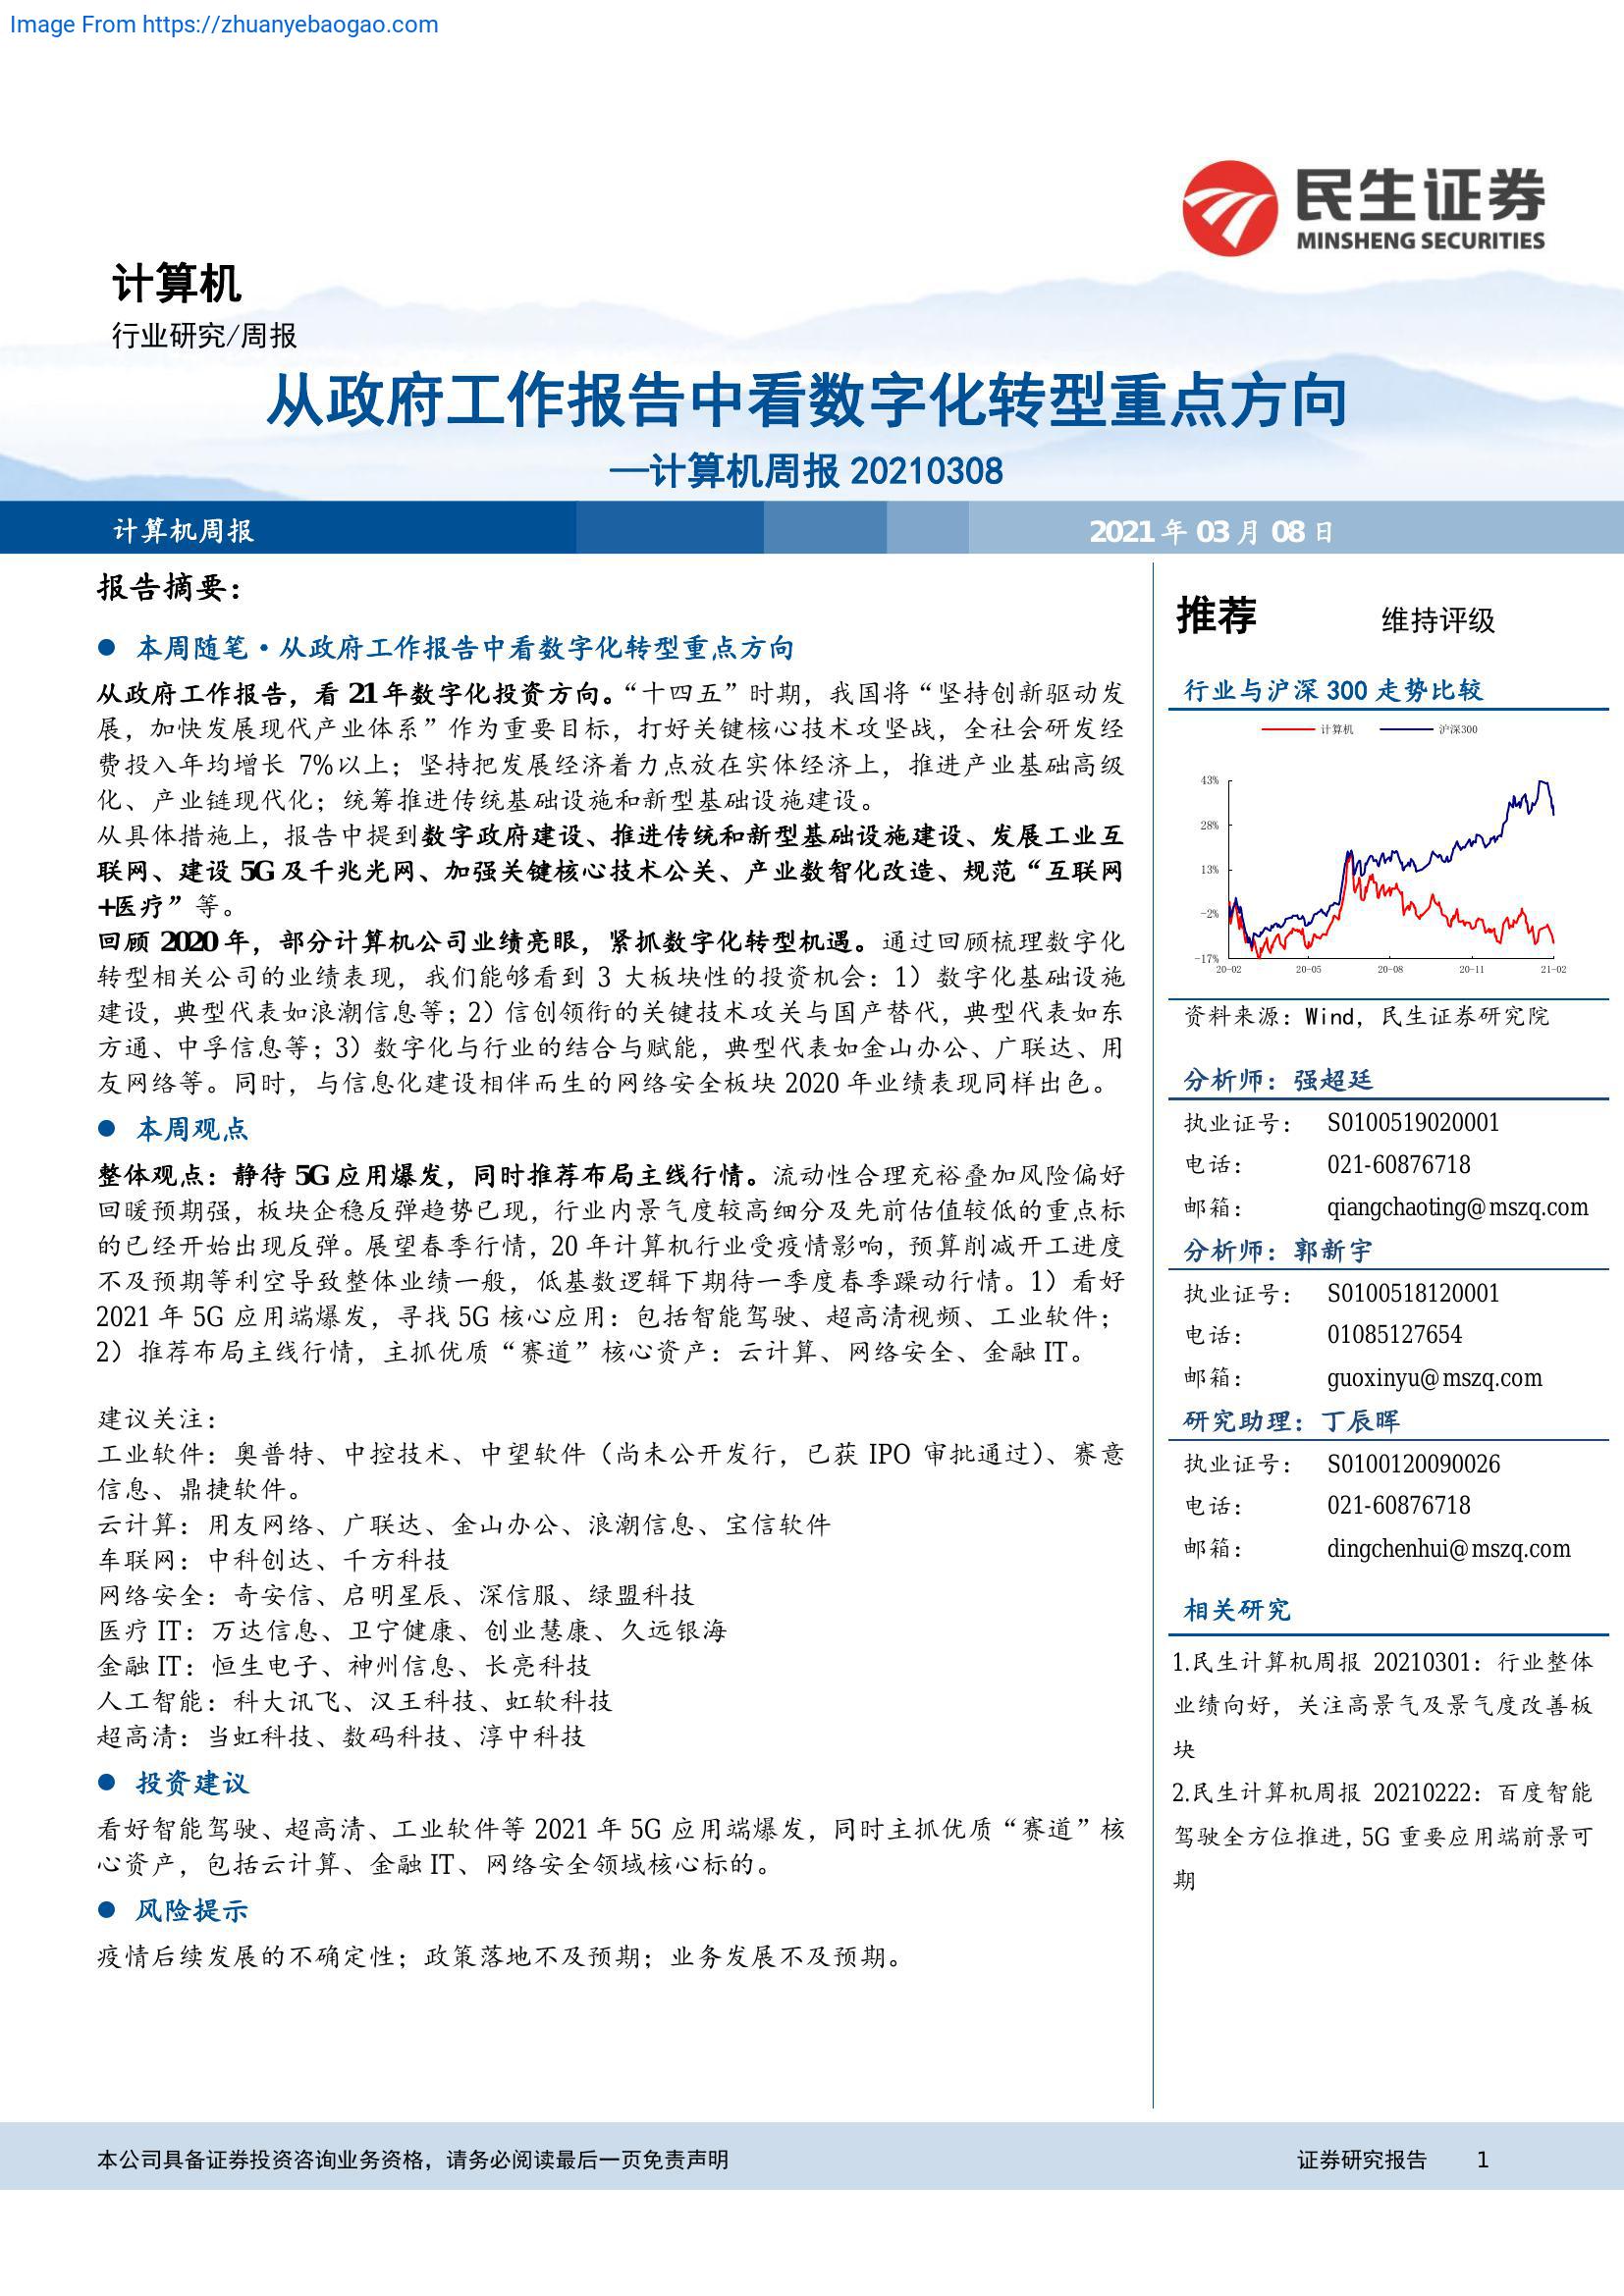 Image From https://zhuanyebaogao.com
民生证券
MINSHENG SECURITIES
计算机
行业研究/周报
从政府工作报告中看数字化转型重点方向
—计算机周报 20210308
计算机周报
2021 年 03 月 08 日
报告摘要：
● 本周随笔·从政府工作报告中看数字化转型重点方向
从政府工作报告，看 21 年数字化投资方向。“十四五”时期，我国将“坚持创新驱动发
展，加快发展现代产业体系”作为重要目标，打好关键核心技术攻坚战，全社会研发经
费投入年均增长 7%以上；坚持把发展经济着力点放在实体经济上，推进产业基础高级
化、产业链现代化；统筹推进传统基础设施和新型基础设施建设。
从具体措施上，报告中提到数字政府建设、推进传统和新型基础设施建设、发展工业互
联网、建设 5G 及千兆光网、加强关键核心技术公关、产业数智化改造、规范“互联网
+医疗”等。
回顾 2020 年，部分计算机公司业绩亮眼，紧抓数字化转型机遇。通过回顾梳理数字化
转型相关公司的业绩表现，我们能够看到 3 大板块性的投资机会：1）数字化基础设施
建设，典型代表如浪潮信息等；2）信创领衔的关键技术攻关与国产替代，典型代表如东
方通、中孚信息等；3）数字化与行业的结合与赋能，典型代表如金山办公、广联达、用
友网络等。同时，与信息化建设相伴而生的网络安全板块 2020 年业绩表现同样出色。
● 本周观点
整体观点：静待 5G 应用爆发，同时推荐布局主线行情。流动性合理充裕叠加风险偏好
回暖预期强，板块企稳反弹趋势已现，行业内景气度较高细分及先前估值较低的重点标
的已经开始出现反弹。展望春季行情，20 年计算机行业受疫情影响，预算削减开工进度
不及预期等利空导致整体业绩一般，低基数逻辑下期待一季度春季躁动行情。1）看好
2021 年 5G 应用端爆发，寻找 5G 核心应用：包括智能驾驶、超高清视频、工业软件；
2）推荐布局主线行情，主抓优质“赛道”核心资产：云计算、网络安全、金融 IT。
建议关注：
工业软件：奥普特、中控技术、中望软件（尚未公开发行，已获 IPO 审批通过）、赛意
信息、鼎捷软件。
云计算：用友网络、广联达、金山办公、浪潮信息、宝信软件
车联网：中科创达、千方科技
网络安全：奇安信、启明星辰、深信服、绿盟科技
医疗 IT：万达信息、卫宁健康、创业慧康、久远银海
金融 IT：恒生电子、神州信息、长亮科技
人工智能：科大讯飞、汉王科技、虹软科技
超高清：当虹科技、数码科技、淳中科技
● 投资建议
看好智能驾驶、超高清、工业软件等 2021 年 5G 应用端爆发，同时主抓优质“赛道”核
心资产，包括云计算、金融 IT、网络安全领域核心标的。
● 风险提示
疫情后续发展的不确定性；政策落地不及预期；业务发展不及预期。
推荐 维持评级
行业与沪深 300 走势比较
计算机 沪深300
43%
28%
13%
-2%
-17%
20-02 20-05 20-08 20-11 21-02
资料来源：Wind，民生证券研究院
分析师：强超廷
执业证号： S0100519020001
电话： 021-60876718
邮箱： qiangchaoting@mszq.com
分析师：郭新宇
执业证号： S0100518120001
电话： 01085127654
邮箱： guoxinyu@mszq.com
研究助理：丁辰晖
执业证号： S0100120090026
电话： 021-60876718
邮箱： dingchenhui@mszq.com
相关研究
1.民生计算机周报 20210301：行业整体
业绩向好，关注高景气及景气度改善板
块
2.民生计算机周报 20210222：百度智能
驾驶全方位推进，5G 重要应用端前景可
期
本公司具备证券投资咨询业务资格，请务必阅读最后一页免责声明
证券研究报告 1